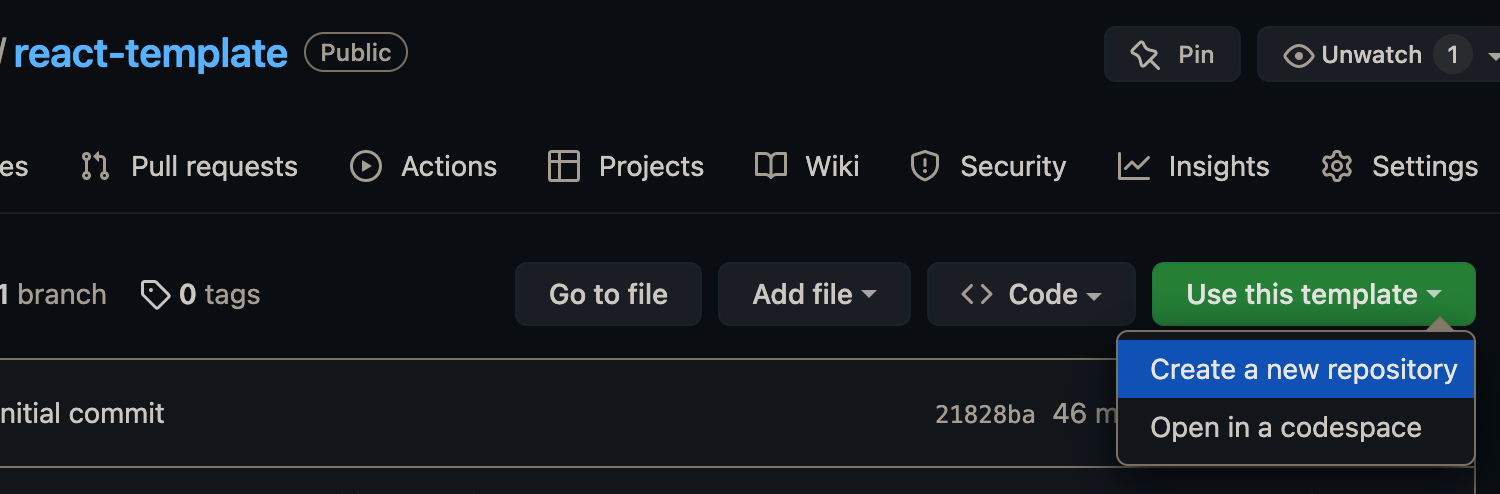 /react-template Public
Pin
Unwatch 1
es Pull requests Actions Projects Wiki Security Insights Settings
1 branch 0 tags
Go to file Add file Code Use this template
Create a new repository
nitial commit 21828ba 46 m
Open in a codespace